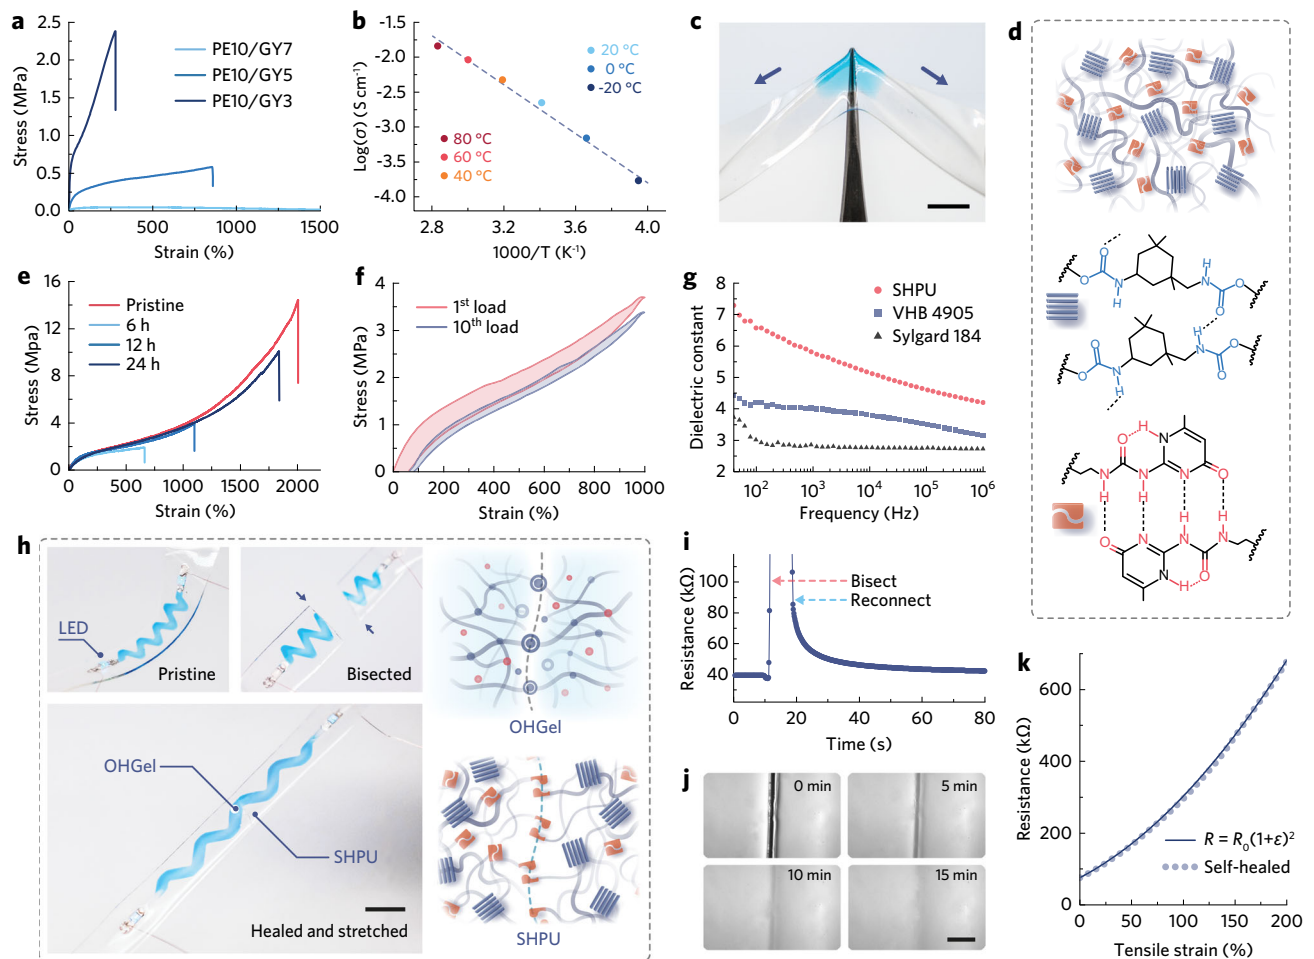 a
2.5
2.0
1.5
1.0
0.5
0.0
Stress (MPa)
PE10/GY7
PE10/GY5
PE10/GY3
0
500
1000
1500
Strain (%)
b
-1.5
-2.0
-2.5
-3.0
-3.5
-4.0
Log(σ) (S cm⁻¹)
20 °C
0 °C
-20 °C
80 °C
60 °C
40 °C
2.8
3.2
3.6
4.0
1000/T (K⁻¹)
c
d
O
O
N
H
H
N
O
O
O
O
N
H
H
N
O
O
O
H
N
N
H
N
H
N
O
H
H
O
N
N
N
H
N
H
O
e
16
12
8
4
0
Stress (Mpa)
Pristine
6 h
12 h
24 h
0
500
1000
1500
2000
Strain (%)
f
4
3
2
1
0
Stress (MPa)
1st load
10th load
0
200
400
600
800
1000
Strain (%)
g
8
7
6
5
4
3
2
Dielectric constant
SHPU
VHB 4905
Sylgard 184
10²
10³
10⁴
10⁵
10⁶
Frequency (Hz)
h
LED
Pristine
Bisected
OHGel
OHGel
SHPU
Healed and stretched
SHPU
i
100
80
60
40
Resistance (kΩ)
Bisect
Reconnect
0
20
40
60
80
Time (s)
j
0 min
5 min
10 min
15 min
k
600
400
200
0
Resistance (kΩ)
R = R₀(1+ε)²
Self-healed
0
50
100
150
200
Tensile strain (%)